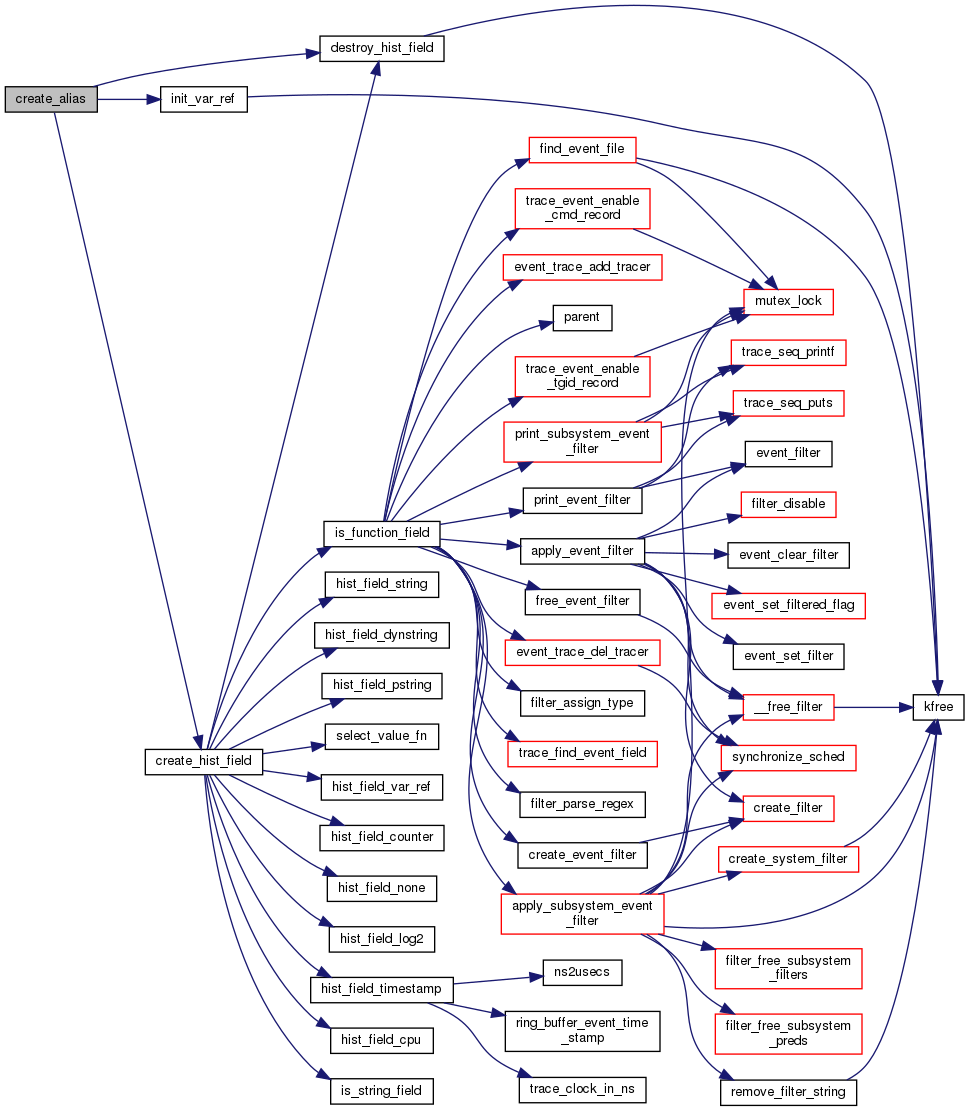 create_alias
destroy_hist_field
init_var_ref
find_event_file
trace_event_enable
_cmd_record
event_trace_add_tracer
parent
trace_event_enable
_tgid_record
print_subsystem_event
_filter
print_event_filter
is_function_field
apply_event_filter
free_event_filter
event_trace_del_tracer
filter_assign_type
trace_find_event_field
filter_parse_regex
create_event_filter
apply_subsystem_event
_filter
mutex_lock
trace_seq_printf
trace_seq_puts
event_filter
filter_disable
event_clear_filter
event_set_filtered_flag
event_set_filter
__free_filter
synchronize_sched
create_filter
create_system_filter
filter_free_subsystem
_filters
filter_free_subsystem
_preds
remove_filter_string
kfree
hist_field_string
hist_field_dynstring
hist_field_pstring
select_value_fn
create_hist_field
hist_field_var_ref
hist_field_counter
hist_field_none
hist_field_log2
hist_field_timestamp
hist_field_cpu
is_string_field
ns2usecs
ring_buffer_event_time
_stamp
trace_clock_in_ns